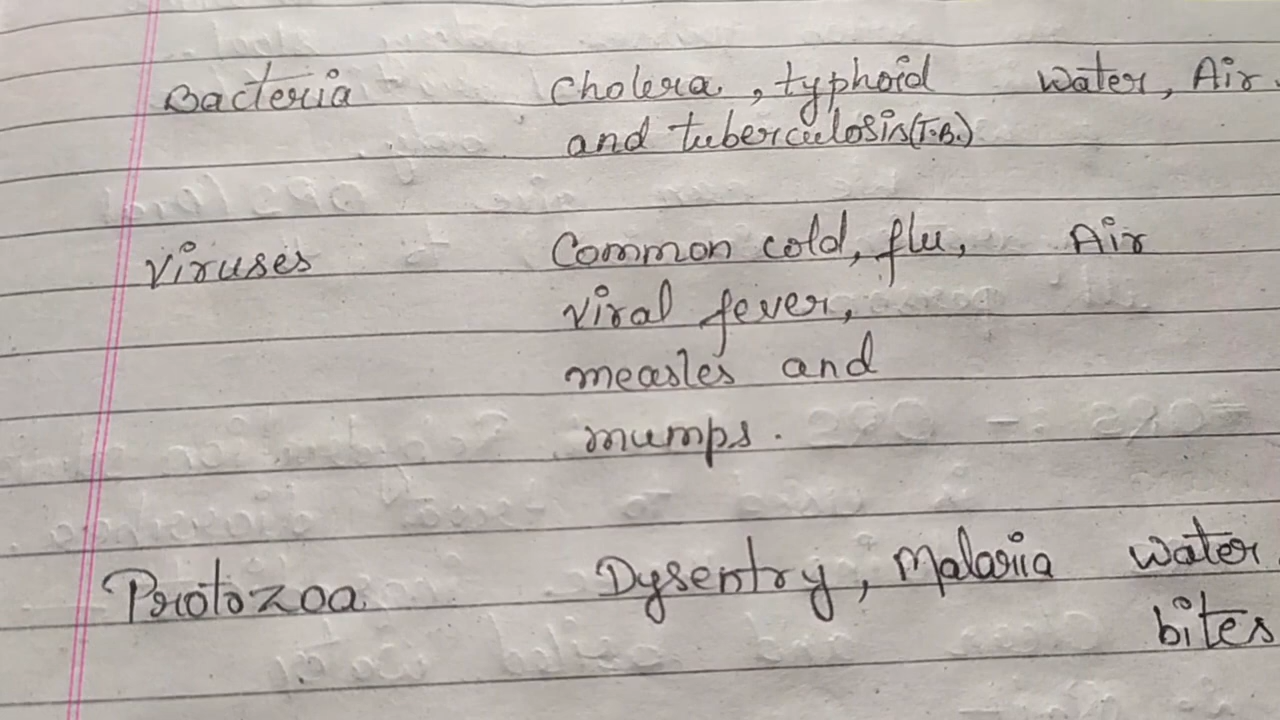 Bacteria Cholera, typhoid Water, Air.
and tuberculosis(T.B.)
Viruses Common cold, flu, Air
Viral fever,
measles and
mumps.
Protozoa Dysentry, Malaria Water
bites